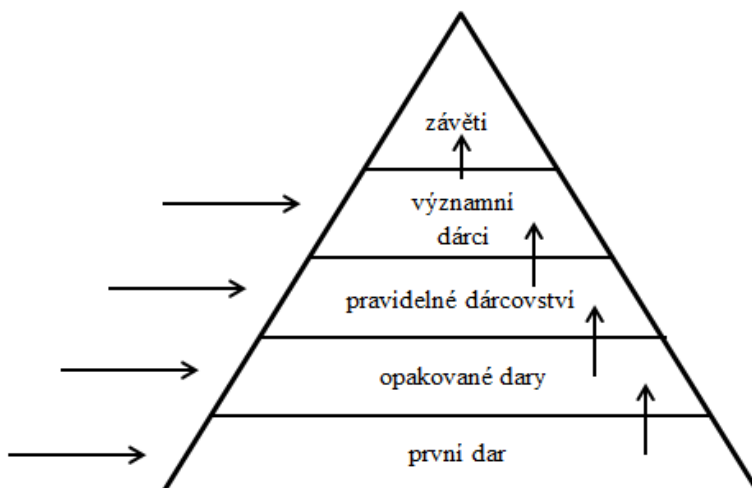 závěti
významní
dárci
pravidelné dárcovství
opakované dary
první dar